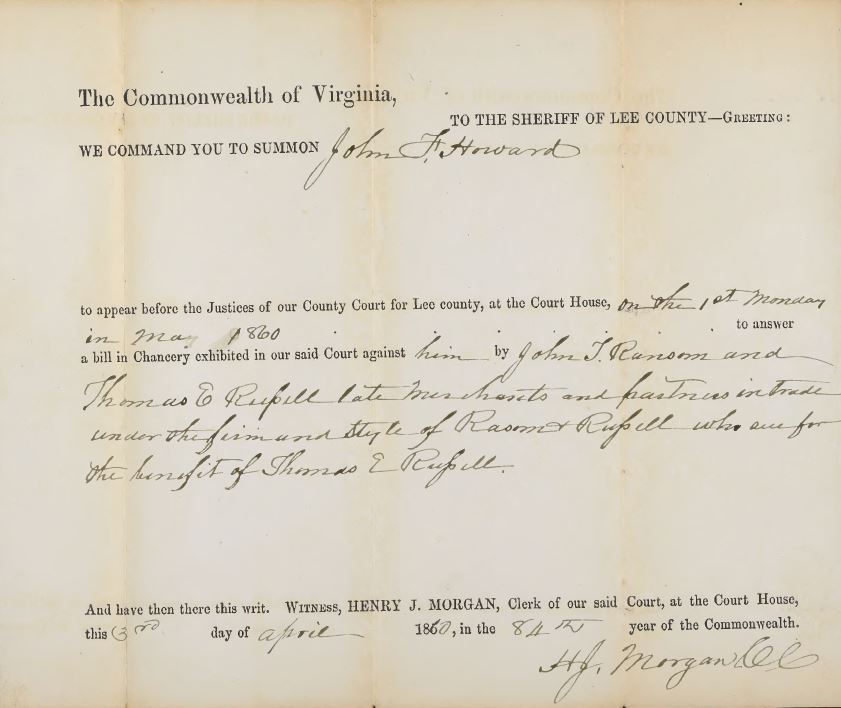 The Commonwealth of Virginia,
TO THE SHERIFF OF LEE COUNTY—GREETING:
WE COMMAND YOU TO SUMMON John F. Howard
to appear before the Justices of our County Court for Lee county, at the Court House, on the 1st Monday
in May 1860 to answer
a bill in Chancery exhibited in our said Court against him by John T. Ransom and
Thomas E Russell late Merchants and partners in trade
under the firm and style of Rasom & Russell who sue for
the benefit of Thomas E Russell.
And have then there this writ. WITNESS, HENRY J. MORGAN, Clerk of our said Court, at the Court House,
this 3rd day of April 1860, in the 84th year of the Commonwealth.
H.J. Morgan CC